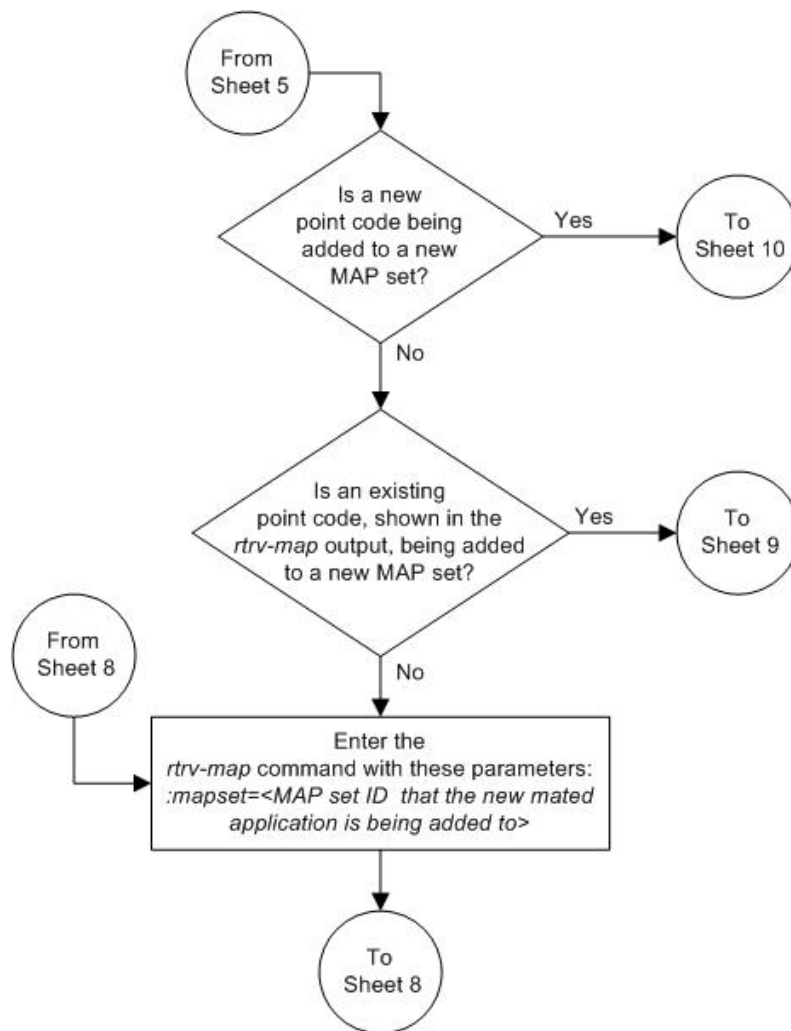 From
Sheet 5
Is a new
point code being
added to a new
MAP set?
Yes
To
Sheet 10
No
Is an existing
point code, shown in the
rtrv-map output, being added
to a new MAP set?
Yes
To
Sheet 9
From
Sheet 8
No
Enter the
rtrv-map command with these parameters:
:mapset=<MAP set ID that the new mated
application is being added to>
To
Sheet 8